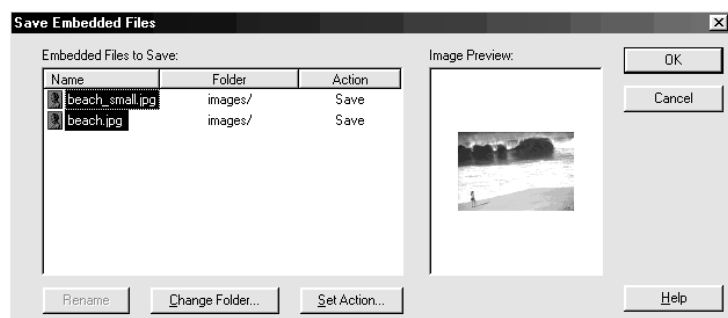 Save Embedded Files
Embedded Files to Save:
Image Preview:
OK
Name Folder Action
beach_small.jpg images/ Save
Cancel
beach.jpg images/ Save
Rename Change Folder... Set Action... Help